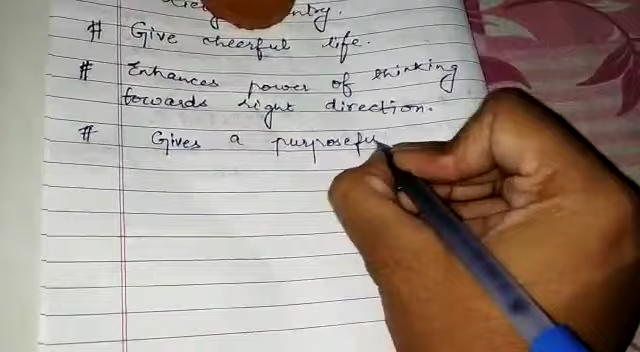 # Give cheerful life.
# Enhances power of thinking
towards right direction.
# Gives a purposefu